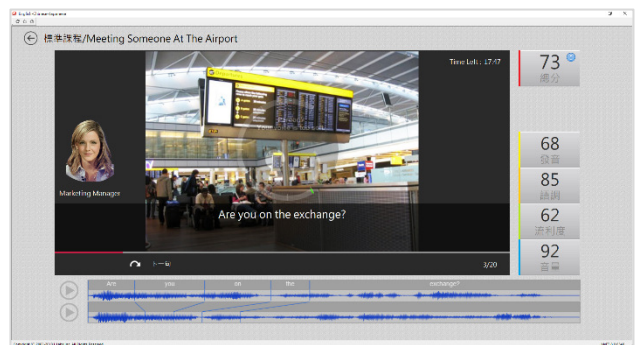 標準課程/Meeting Someone At The Airport
Time Left : 17:47
73
總分
Marketing Manager
68
發音
85
語調
62
流利度
92
音量
Are you on the exchange?
下一句
3/20
Are you on the exchange?